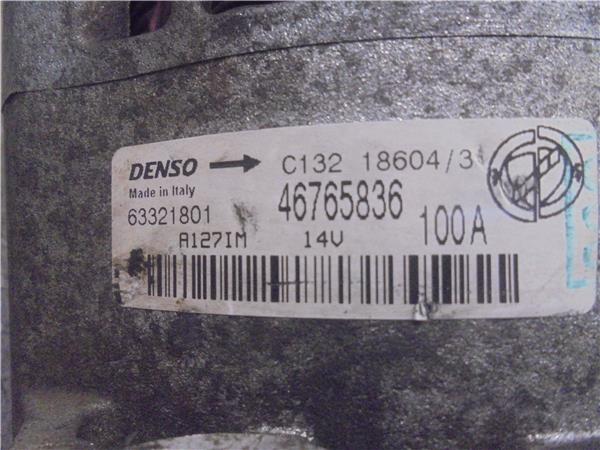 DENSO C132 18604/3
Made in Italy
63321801 46765836
A127IM 14V 100A